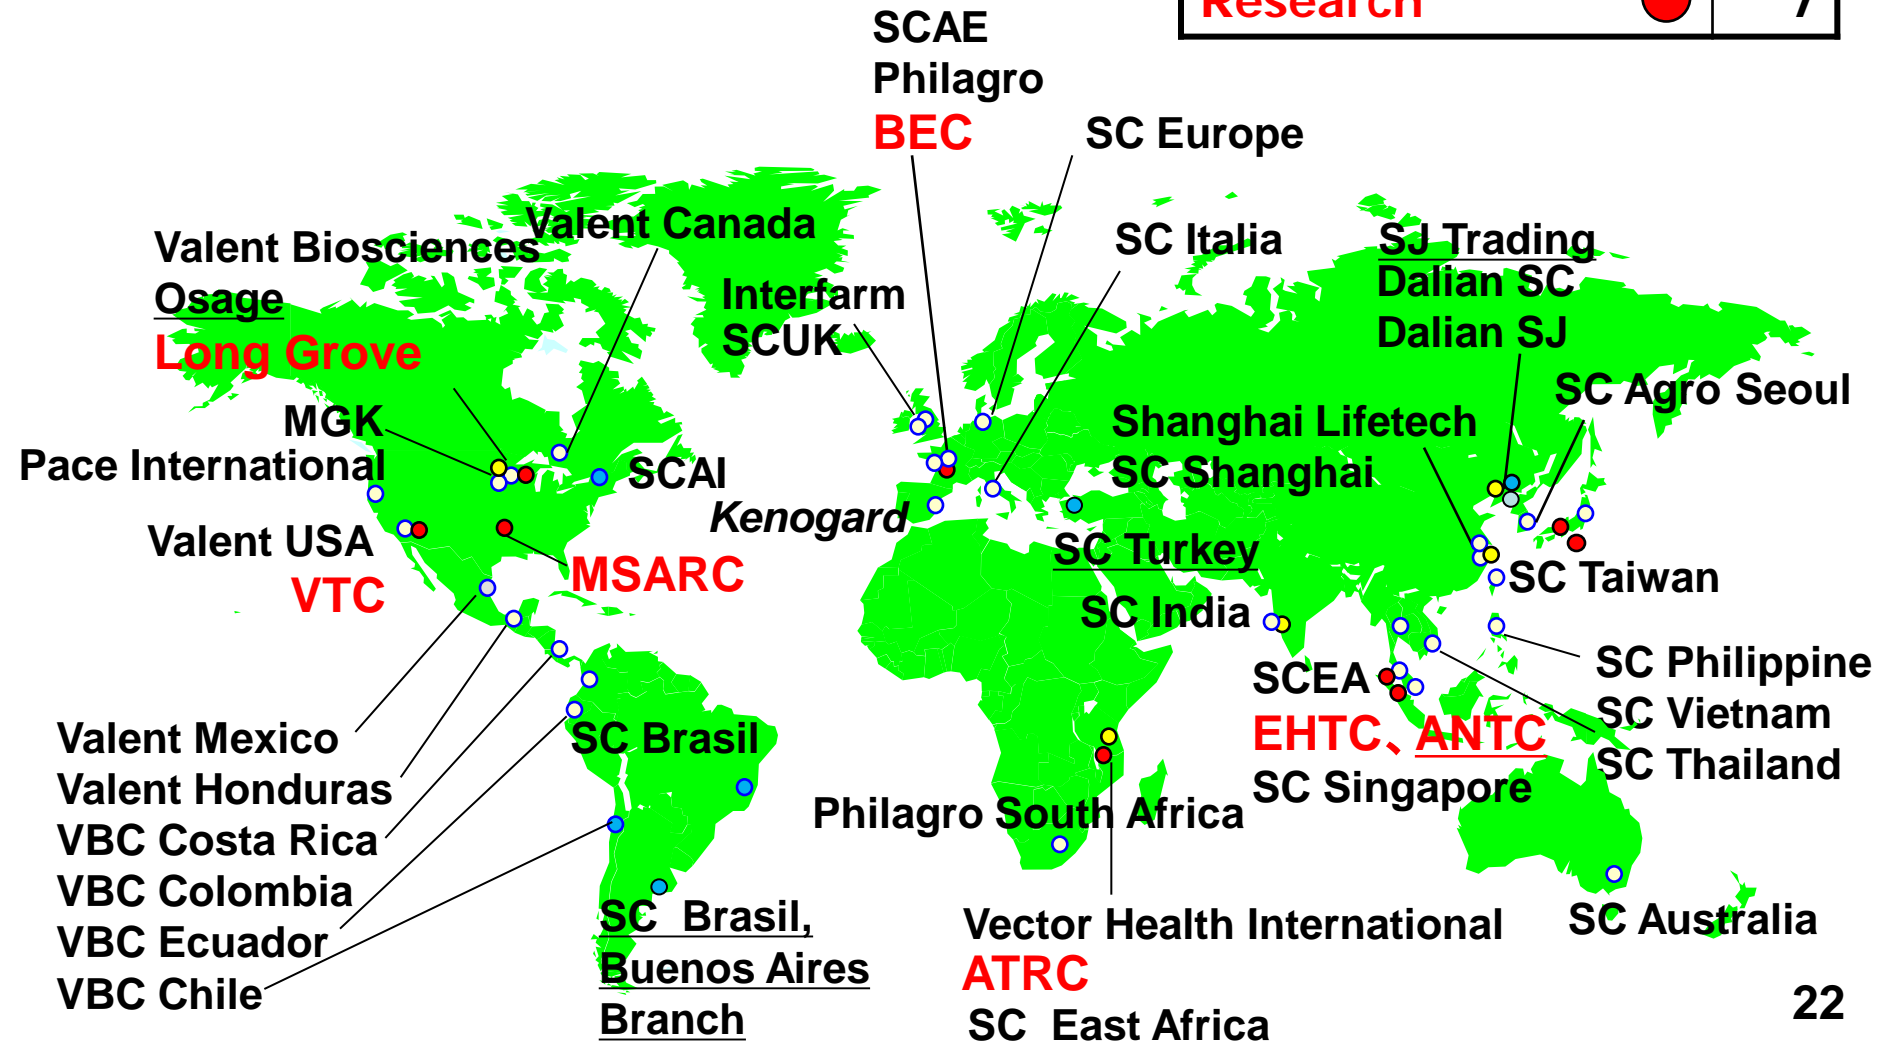 Research 7
SCAE
Philagro
BEC
SC Europe
Valent Canada
Valent Biosciences
Osage
Long Grove
Interfarm
SCUK
SC Italia
SJ Trading
Dalian SC
Dalian SJ
SC Agro Seoul
MGK
Pace International
SCAI
Kenogard
Shanghai Lifetech
SC Shanghai
Valent USA
VTC
MSARC
SC Turkey
SC India
SC Taiwan
SCEA
EHTC、ANTC
SC Singapore
SC Philippine
SC Vietnam
SC Thailand
Valent Mexico
Valent Honduras
VBC Costa Rica
VBC Colombia
VBC Ecuador
VBC Chile
SC Brasil
SC Brasil,
Buenos Aires
Branch
Philagro South Africa
Vector Health International
ATRC
SC East Africa
SC Australia
22